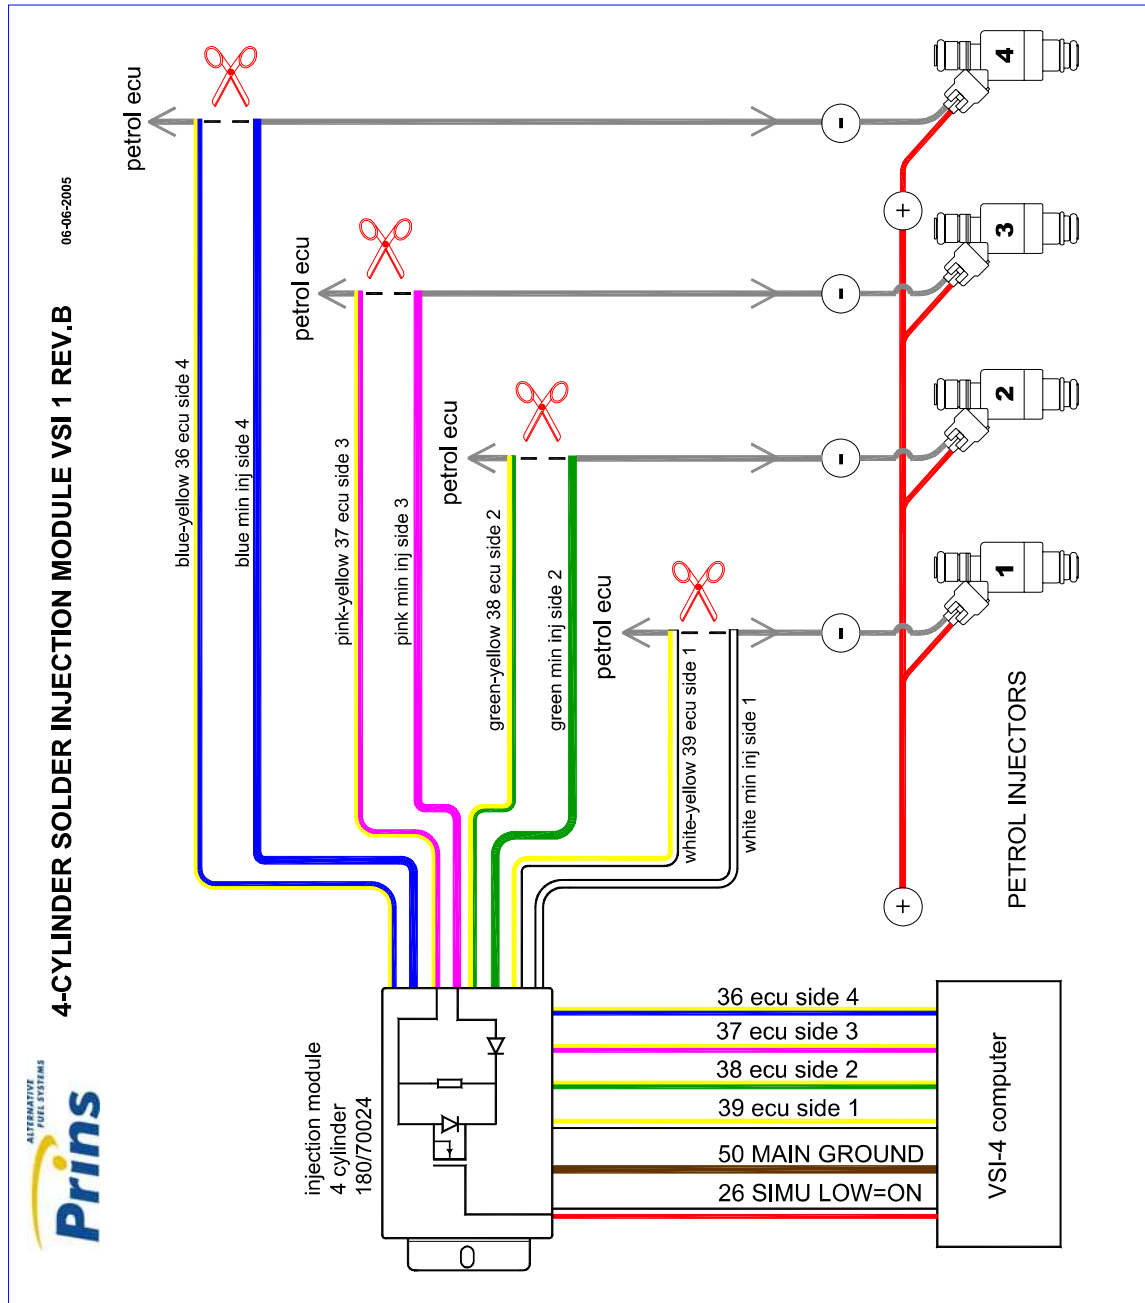 ALTERNATIVE
FUEL SYSTEMS
Prins
4-CYLINDER SOLDER INJECTION MODULE VSI 1 REV.B
06-06-2005
petrol ecu
blue-yellow 36 ecu side 4
blue min inj side 4
petrol ecu
pink-yellow 37 ecu side 3
pink min inj side 3
petrol ecu
green-yellow 38 ecu side 2
green min inj side 2
petrol ecu
white-yellow 39 ecu side 1
white min inj side 1
-
-
-
-
+
+
4
3
2
1
PETROL INJECTORS
injection module
4 cylinder
180/70024
36 ecu side 4
37 ecu side 3
38 ecu side 2
39 ecu side 1
50 MAIN GROUND
26 SIMU LOW=ON
VSI-4 computer